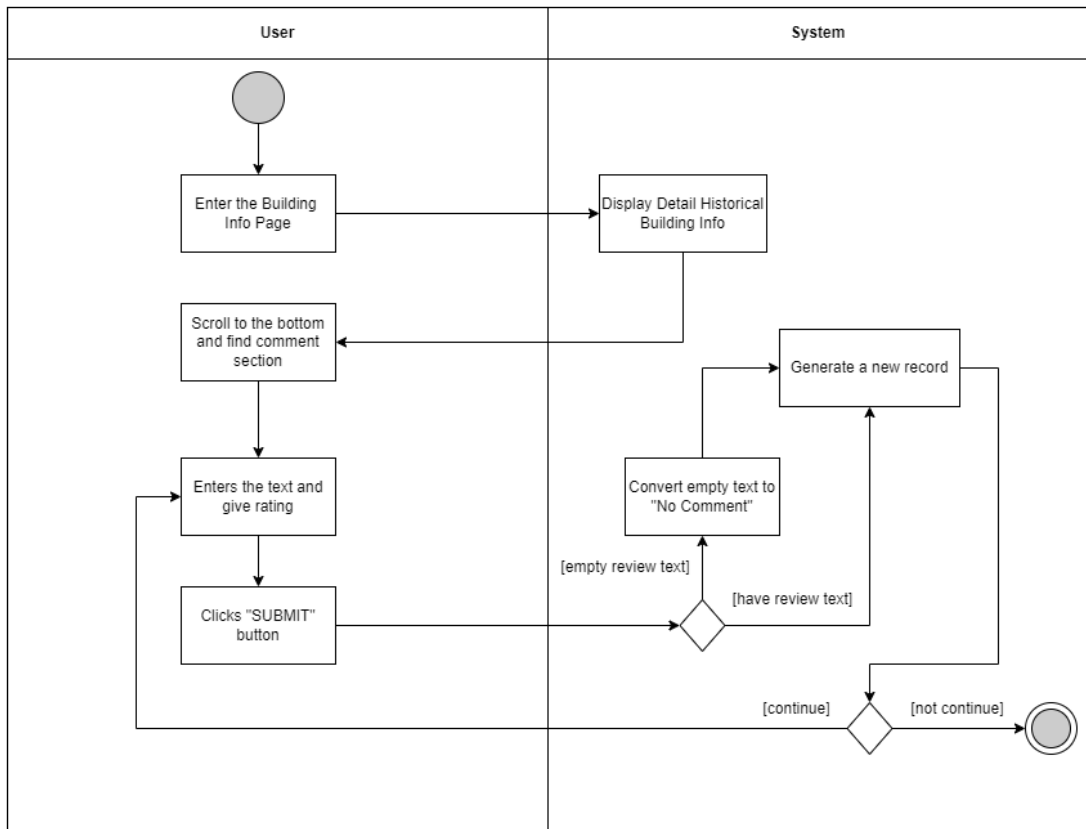 User
System
Enter the Building
Info Page
Display Detail Historical
Building Info
Scroll to the bottom
and find comment
section
Generate a new record
Enters the text and
give rating
Convert empty text to
"No Comment"
[empty review text]
[have review text]
Clicks "SUBMIT"
button
[continue]
[not continue]